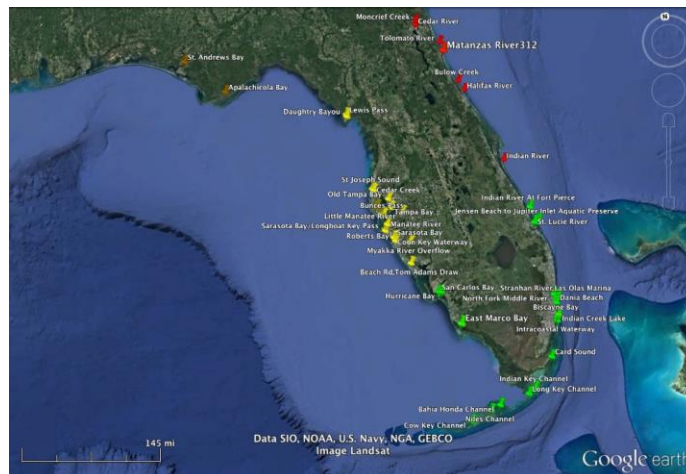 Moncrief Creek
Cedar River
Tolomato River
Matanzas River312
St. Andrews Bay
Bulow Creek
Halifax River
Apalachicola Bay
Daughtry Bayou
Lewis Pass
Indian River
St Joseph Sound
Cedar Creek
Old Tampa Bay
Bunces Pass
Tampa Bay
Indian River At Fort Pierce
Jensen Beach to Jupiter Inlet Aquatic Preserve
Little Manatee River
St. Lucie River
Sarasota Bay/Longboat Key Pass
Manatee River
Sarasota Bay
Roberts Bay
Coon Key Waterway
Myakka River Overflow
Beach Rd,Tom Adams Draw
San Carlos Bay
Stranhan River
Las Olas Marina
Hurricane Bay
North Fork Middle River
Dania Beach
Biscayne Bay
East Marco Bay
Indian Creek Lake
Intracoastal Waterway
Card Sound
Indian Key Channel
Long Key Channel
Bahia Honda Channel
Niles Channel
Cow Key Channel
145 mi
Data SIO, NOAA, U.S. Navy, NGA, GEBCO
Image Landsat
Google earth